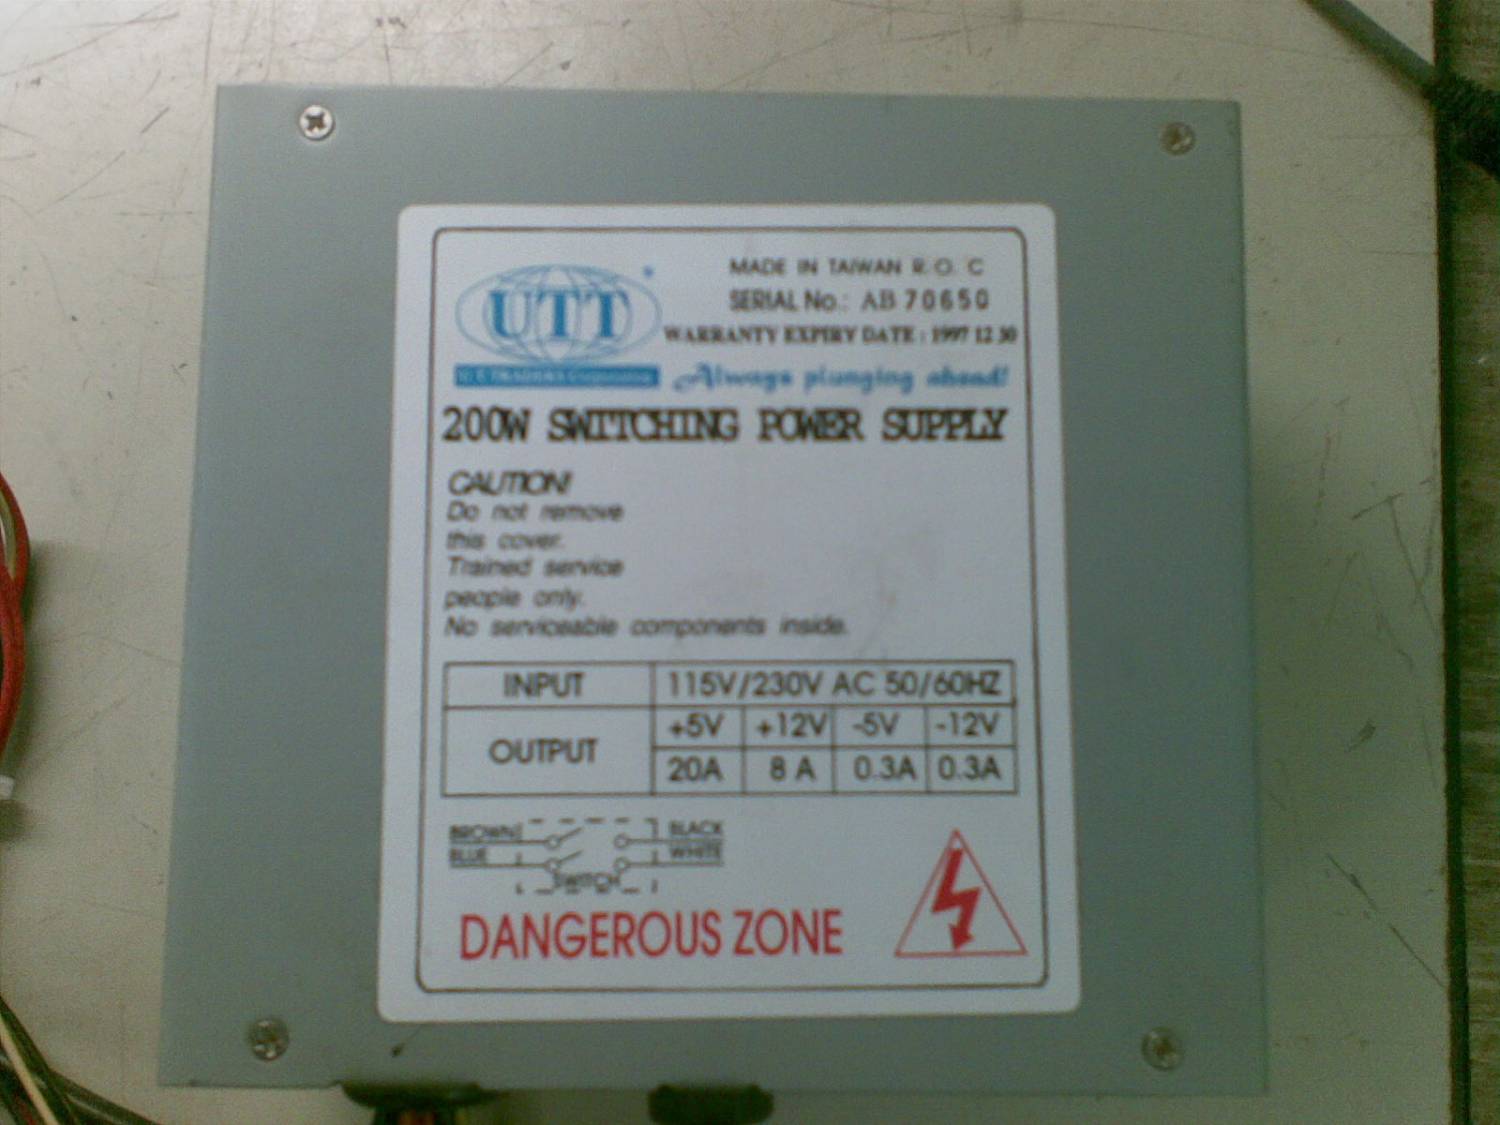 MADE IN TAIWAN R.O.C
SERIAL No.: AB 70650
UTT
WARRANTY EXPIRY DATE : 1997 12 30
Always plunging ahead!
200W SWITCHING POWER SUPPLY
CAUTION!
Do not remove
this cover.
Trained service
people only.
No serviceable components inside.
INPUT 115V/230V AC 50/60HZ
OUTPUT +5V +12V -5V -12V
20A 8 A 0.3A 0.3A
BROWN BLACK
BLUE WHITE
SWITCH
DANGEROUS ZONE